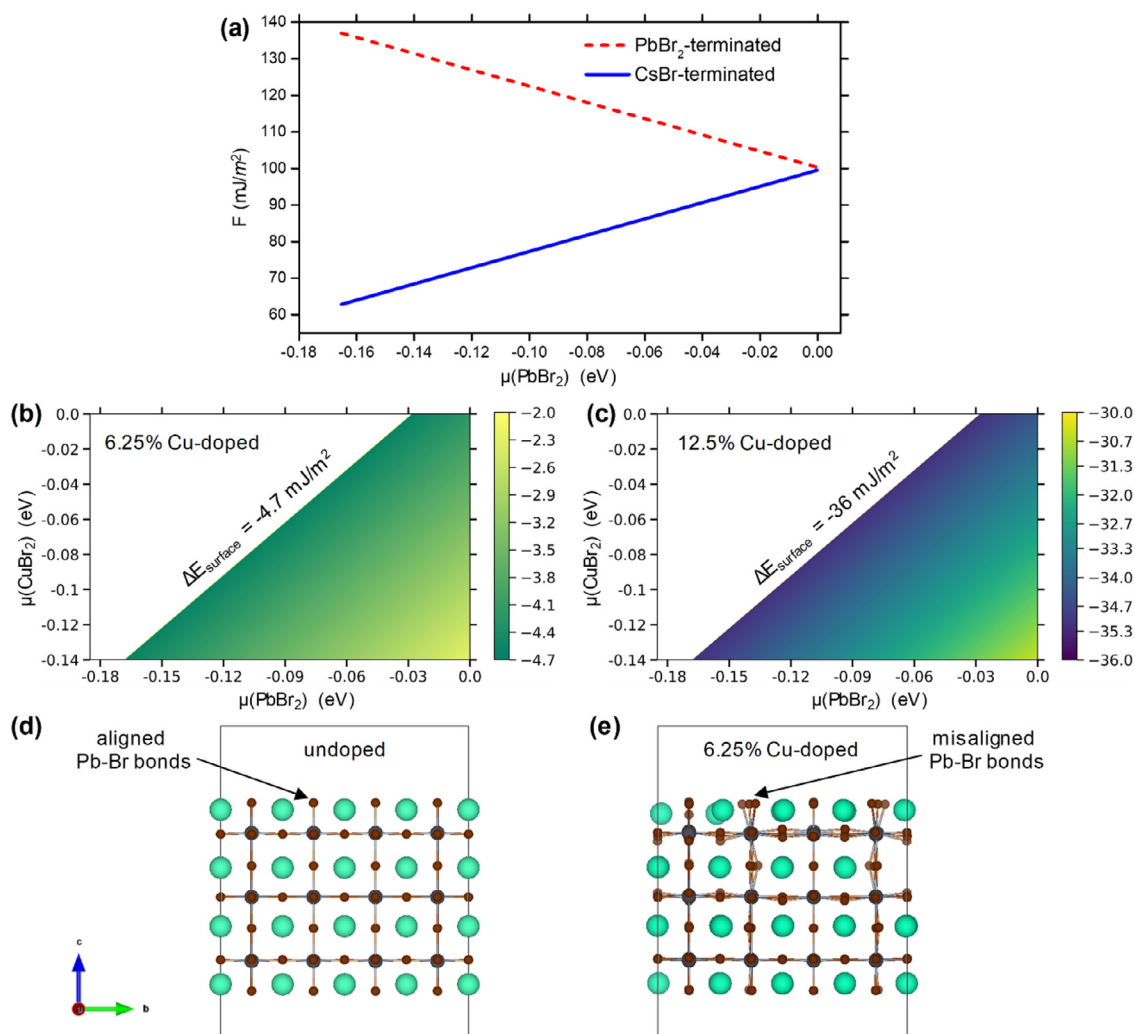 (a)
140
130
120
110
100
90
80
70
60
F (mJ/m²)
PbBr₂-terminated
CsBr-terminated
-0.18 -0.16 -0.14 -0.12 -0.10 -0.08 -0.06 -0.04 -0.02 0.00
μ(PbBr₂) (eV)
(b)
0.0
-0.02
-0.04
-0.06
-0.08
-0.1
-0.12
-0.14
μ(CuBr₂) (eV)
6.25% Cu-doped
ΔE surface = -4.7 mJ/m²
-0.18 -0.15 -0.12 -0.09 -0.06 -0.03 0.0
μ(PbBr₂) (eV)
−2.0
−2.3
−2.6
−2.9
−3.2
−3.5
−3.8
−4.1
−4.4
−4.7
(c)
0.0
-0.02
-0.04
-0.06
-0.08
-0.1
-0.12
-0.14
μ(CuBr₂) (eV)
12.5% Cu-doped
ΔE surface = -36 mJ/m²
-0.18 -0.15 -0.12 -0.09 -0.06 -0.03 0.0
μ(PbBr₂) (eV)
−30.0
−30.7
−31.3
−32.0
−32.7
−33.3
−34.0
−34.7
−35.3
−36.0
(d)
aligned
Pb-Br bonds
undoped
c
b
(e)
6.25% Cu-doped
misaligned
Pb-Br bonds